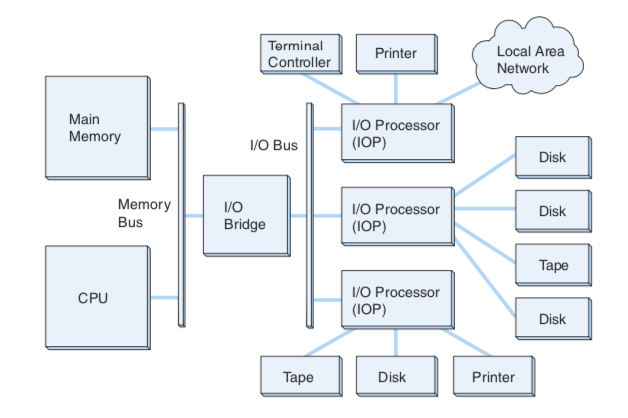 Terminal
Controller
Printer
Local Area
Network
Main
Memory
I/O Bus
I/O Processor
(IOP)
Disk
Memory
Bus
I/O
Bridge
I/O Processor
(IOP)
Disk
Tape
CPU
I/O Processor
(IOP)
Disk
Tape
Disk
Printer